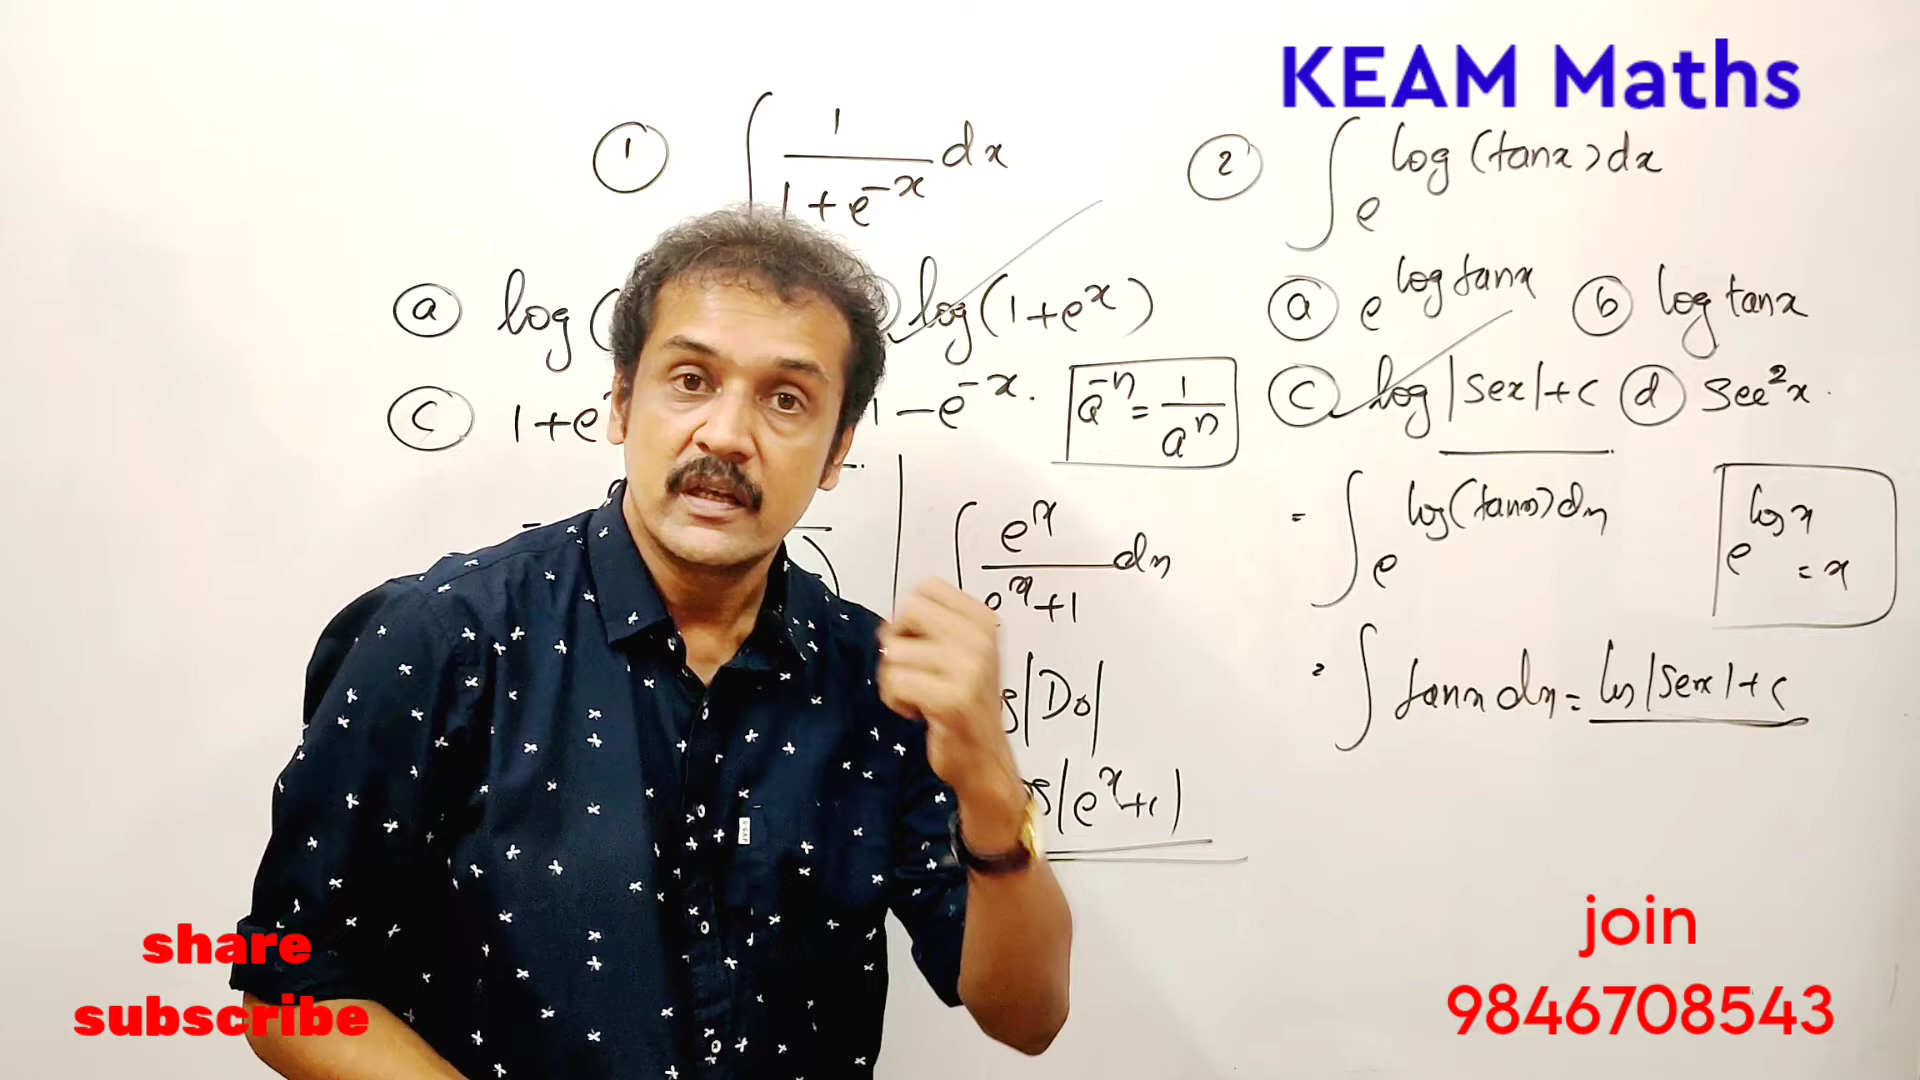 KEAM Maths
1 ∫ 1/(1+e^-x) dx
2 ∫ e^log(tanx) dx
a log(
log(1+e^x)
c 1+e
1-e^-x.
a^-n = 1/a^n
a e^log tanx b log tanx
c log|secx|+c d sec²x.
∫ e^x/(e^x+1) dx
|Dr|
|e^x+1|
= ∫ e^log(tanx) dx
e^log x = x
= ∫ tanx dx = log|secx|+c
share
subscribe
join
9846708543